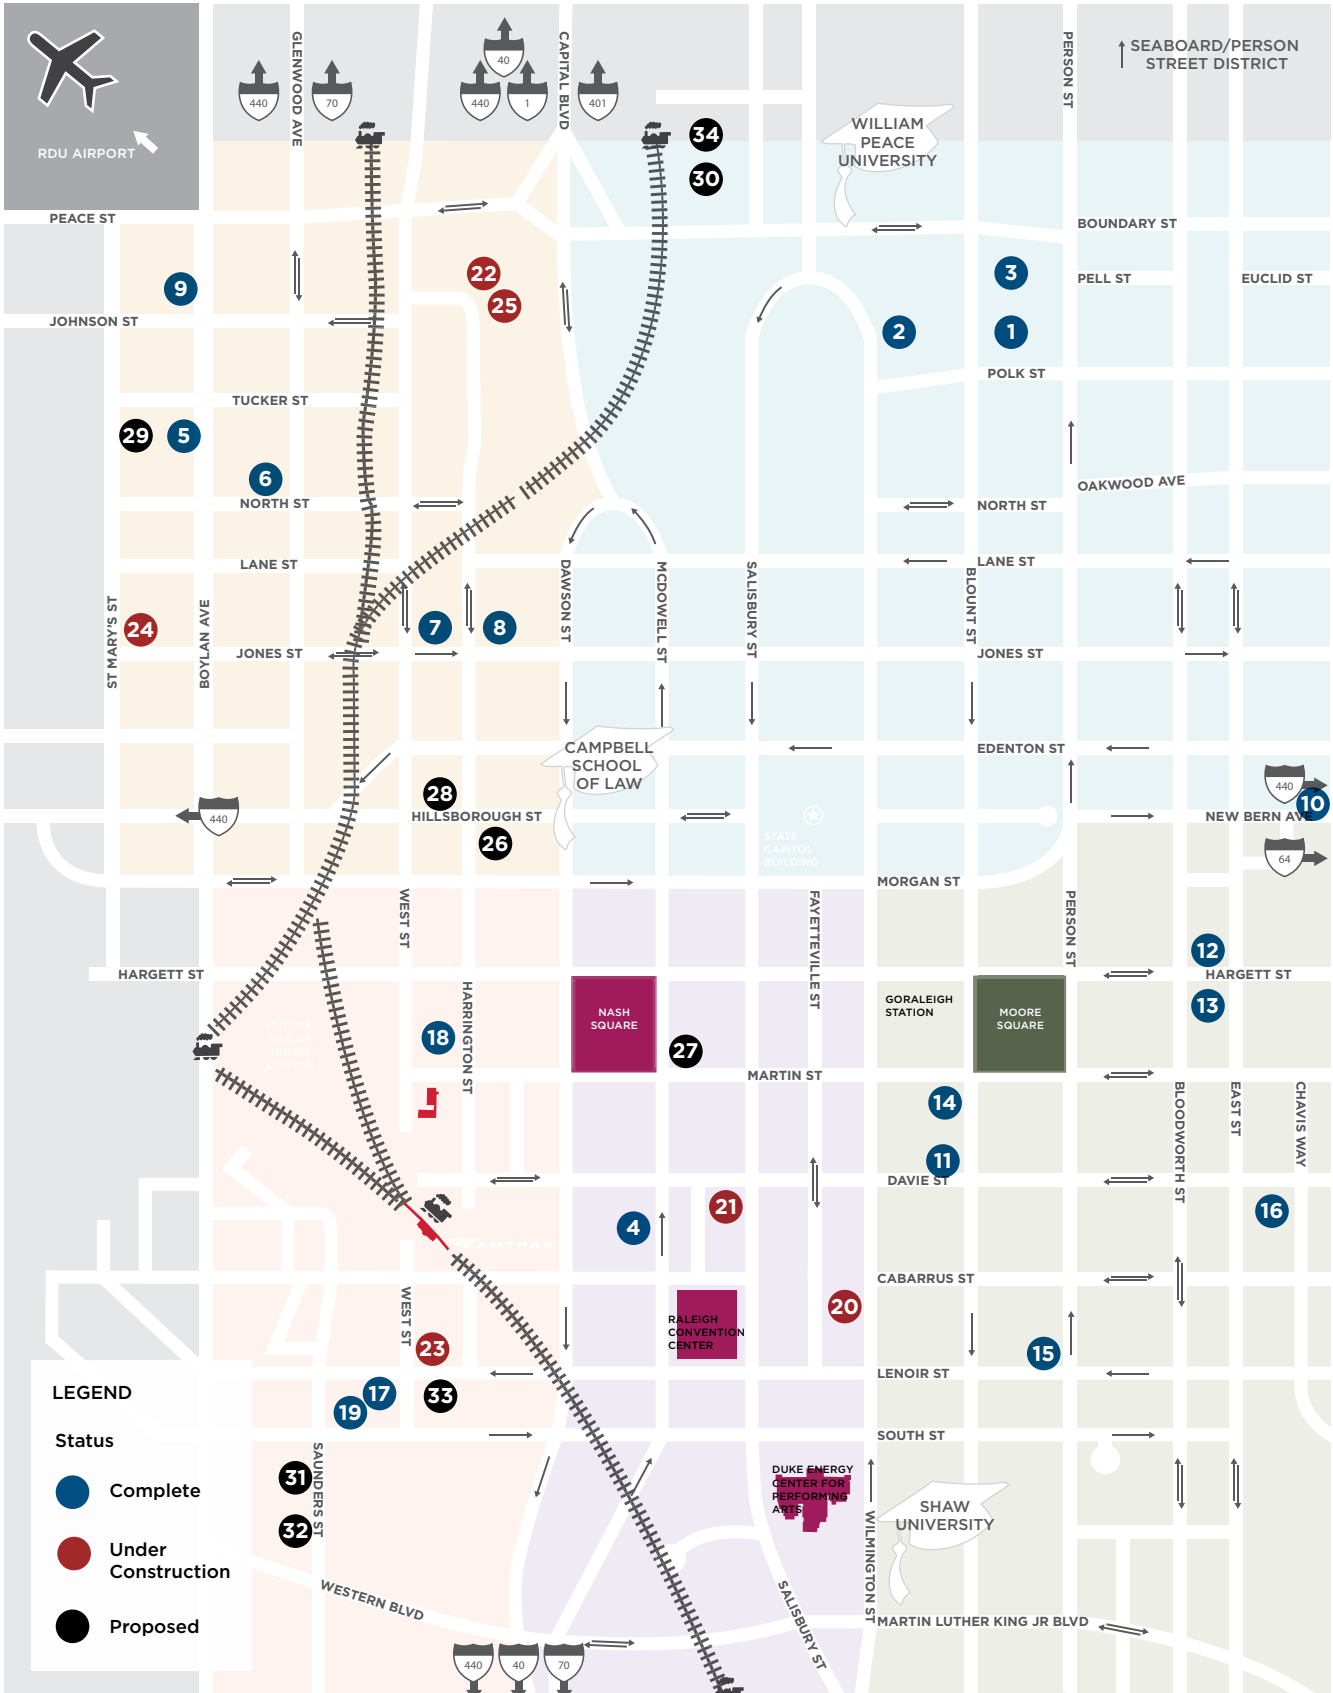 GLENWOOD AVE
CAPITAL BLVD
PERSON ST
SEABOARD/PERSON
STREET DISTRICT
40
440
70
440
1
401
RDU AIRPORT
34
30
WILLIAM
PEACE
UNIVERSITY
PEACE ST
BOUNDARY ST
9
22
25
3
PELL ST
EUCLID ST
JOHNSON ST
2
1
POLK ST
TUCKER ST
29
5
6
NORTH ST
OAKWOOD AVE
NORTH ST
LANE ST
LANE ST
DAWSON ST
MCDOWELL ST
SALISBURY ST
BLOUNT ST
ST MARY'S ST
24
BOYLAN AVE
7
8
JONES ST
JONES ST
CAMPBELL
SCHOOL
OF LAW
EDENTON ST
28
440
10
440
HILLSBOROUGH ST
NEW BERN AVE
26
STATE
CAPITOL
BUILDING
64
MORGAN ST
WEST ST
FAYETTEVILLE ST
PERSON ST
12
HARGETT ST
HARGETT ST
HARRINGTON ST
NASH
SQUARE
GORALEIGH
STATION
MOORE
SQUARE
13
FUTURE
SITE OF
UNION
STATION
18
27
MARTIN ST
14
BLOODWORTH ST
EAST ST
CHAVIS WAY
11
DAVIE ST
21
4
16
AMTRAK
CABARRUS ST
WEST ST
20
RALEIGH
CONVENTION
CENTER
23
15
LENOIR ST
LEGEND
17
33
19
Status
SOUTH ST
SAUNDERS ST
31
DUKE ENERGY
CENTER FOR
PERFORMING
ARTS
Complete
32
WILMINGTON ST
SHAW
UNIVERSITY
Under
Construction
WESTERN BLVD
SALISBURY ST
Proposed
MARTIN LUTHER KING JR BLVD
440
40
70